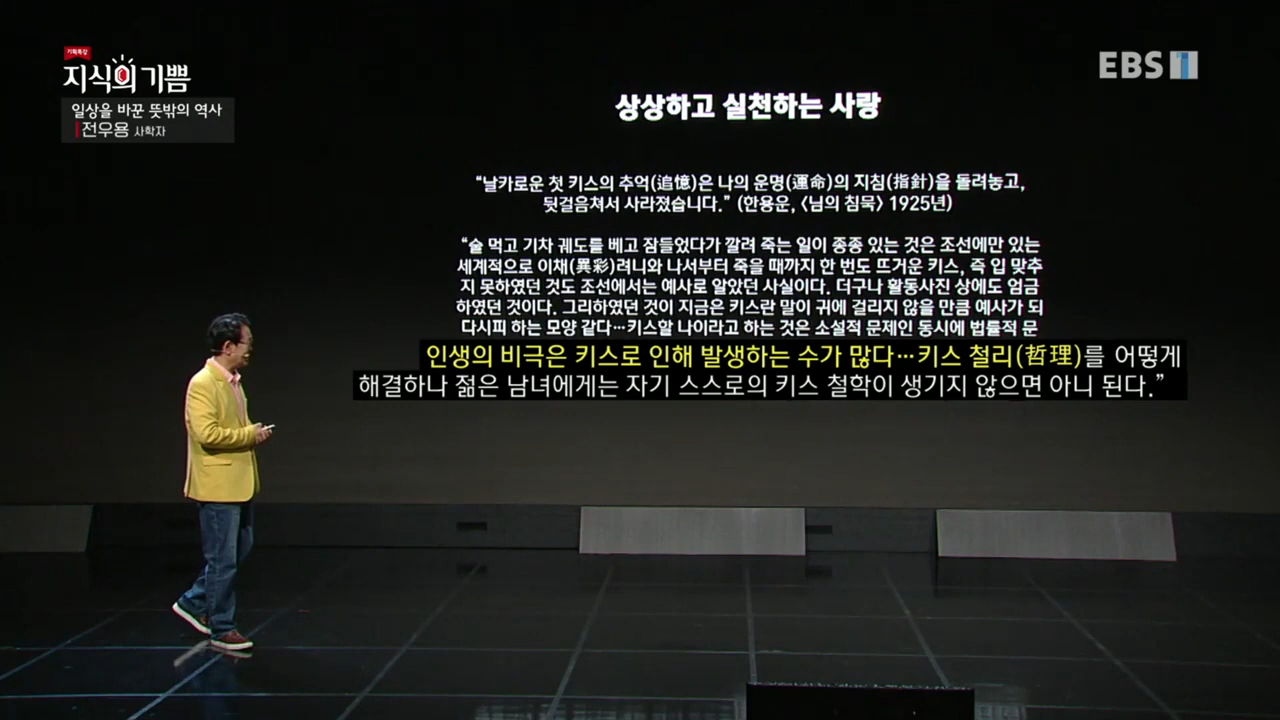 기획특강
지식의 기쁨
일상을 바꾼 뜻밖의 역사
전우용 사학자
EBS 1
상상하고 실천하는 사랑
“날카로운 첫 키스의 추억(追憶)은 나의 운명(運命)의 지침(指針)을 돌려놓고,
뒷걸음쳐서 사라졌습니다.” (한용운, <님의 침묵> 1925년)
“술 먹고 기차 궤도를 베고 잠들었다가 깔려 죽는 일이 종종 있는 것은 조선에만 있는
세계적으로 이채(異彩)려니와 나서부터 죽을 때까지 한 번도 뜨거운 키스, 즉 입 맞추
지 못하였던 것도 조선에서는 예사로 알았던 사실이다. 더구나 활동사진 상에도 엄금
하였던 것이다. 그리하였던 것이 지금은 키스란 말이 귀에 걸리지 않을 만큼 예사가 되
다시피 하는 모양 같다…키스할 나이라고 하는 것은 소설적 문제인 동시에 법률적 문
인생의 비극은 키스로 인해 발생하는 수가 많다…키스 철리(哲理)를 어떻게
해결하나 젊은 남녀에게는 자기 스스로의 키스 철학이 생기지 않으면 아니 된다.”